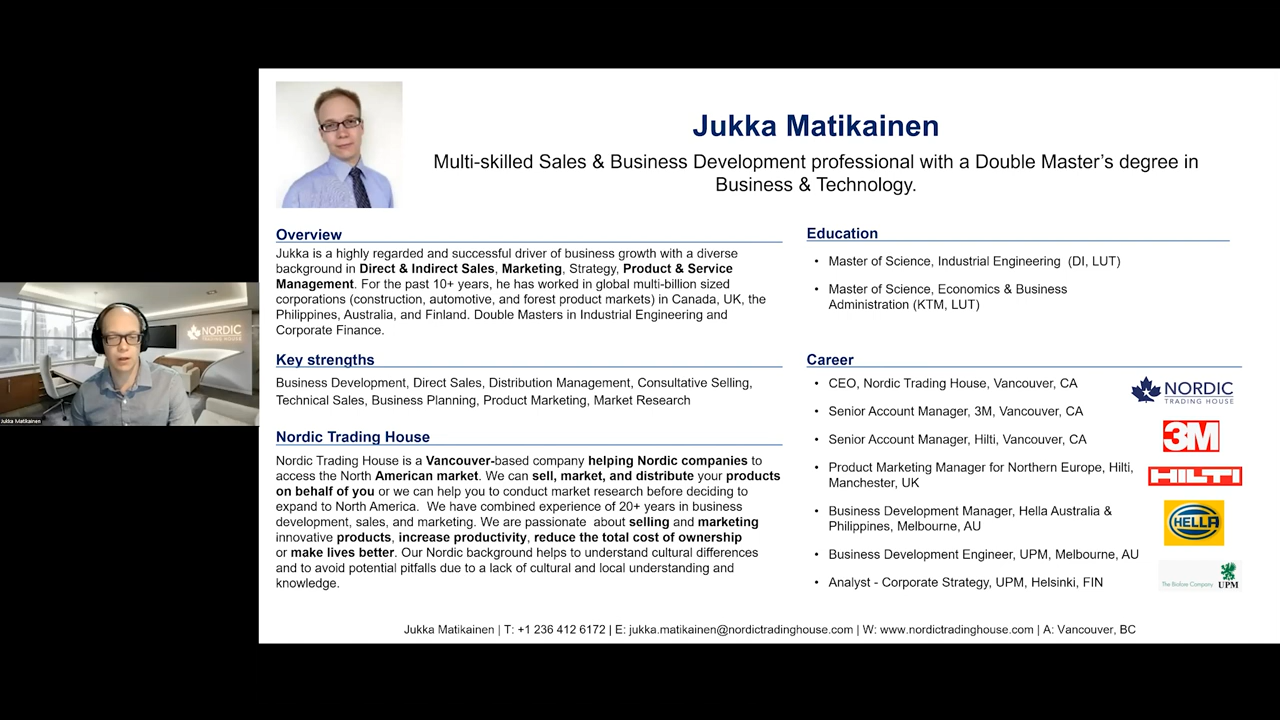 Jukka Matikainen
Multi-skilled Sales & Business Development professional with a Double Master's degree in
Business & Technology.
Overview
Jukka is a highly regarded and successful driver of business growth with a diverse
background in Direct & Indirect Sales, Marketing, Strategy, Product & Service
Management. For the past 10+ years, he has worked in global multi-billion sized
corporations (construction, automotive, and forest product markets) in Canada, UK, the
Philippines, Australia, and Finland. Double Masters in Industrial Engineering and
Corporate Finance.
Key strengths
Business Development, Direct Sales, Distribution Management, Consultative Selling,
Technical Sales, Business Planning, Product Marketing, Market Research
Nordic Trading House
Nordic Trading House is a Vancouver-based company helping Nordic companies to
access the North American market. We can sell, market, and distribute your products
on behalf of you or we can help you to conduct market research before deciding to
expand to North America. We have combined experience of 20+ years in business
development, sales, and marketing. We are passionate about selling and marketing
innovative products, increase productivity, reduce the total cost of ownership
or make lives better. Our Nordic background helps to understand cultural differences
and to avoid potential pitfalls due to a lack of cultural and local understanding and
knowledge.
Education
• Master of Science, Industrial Engineering (DI, LUT)
• Master of Science, Economics & Business
Administration (KTM, LUT)
Career
• CEO, Nordic Trading House, Vancouver, CA
• Senior Account Manager, 3M, Vancouver, CA
• Senior Account Manager, Hilti, Vancouver, CA
• Product Marketing Manager for Northern Europe, Hilti,
Manchester, UK
• Business Development Manager, Hella Australia &
Philippines, Melbourne, AU
• Business Development Engineer, UPM, Melbourne, AU
• Analyst - Corporate Strategy, UPM, Helsinki, FIN
NORDIC
TRADING HOUSE
3M
HILTI
HELLA
The Biofore Company UPM
Jukka Matikainen | T: +1 236 412 6172 | E: jukka.matikainen@nordictradinghouse.com | W: www.nordictradinghouse.com | A: Vancouver, BC
NORDIC
TRADING HOUSE
Jukka Matikainen